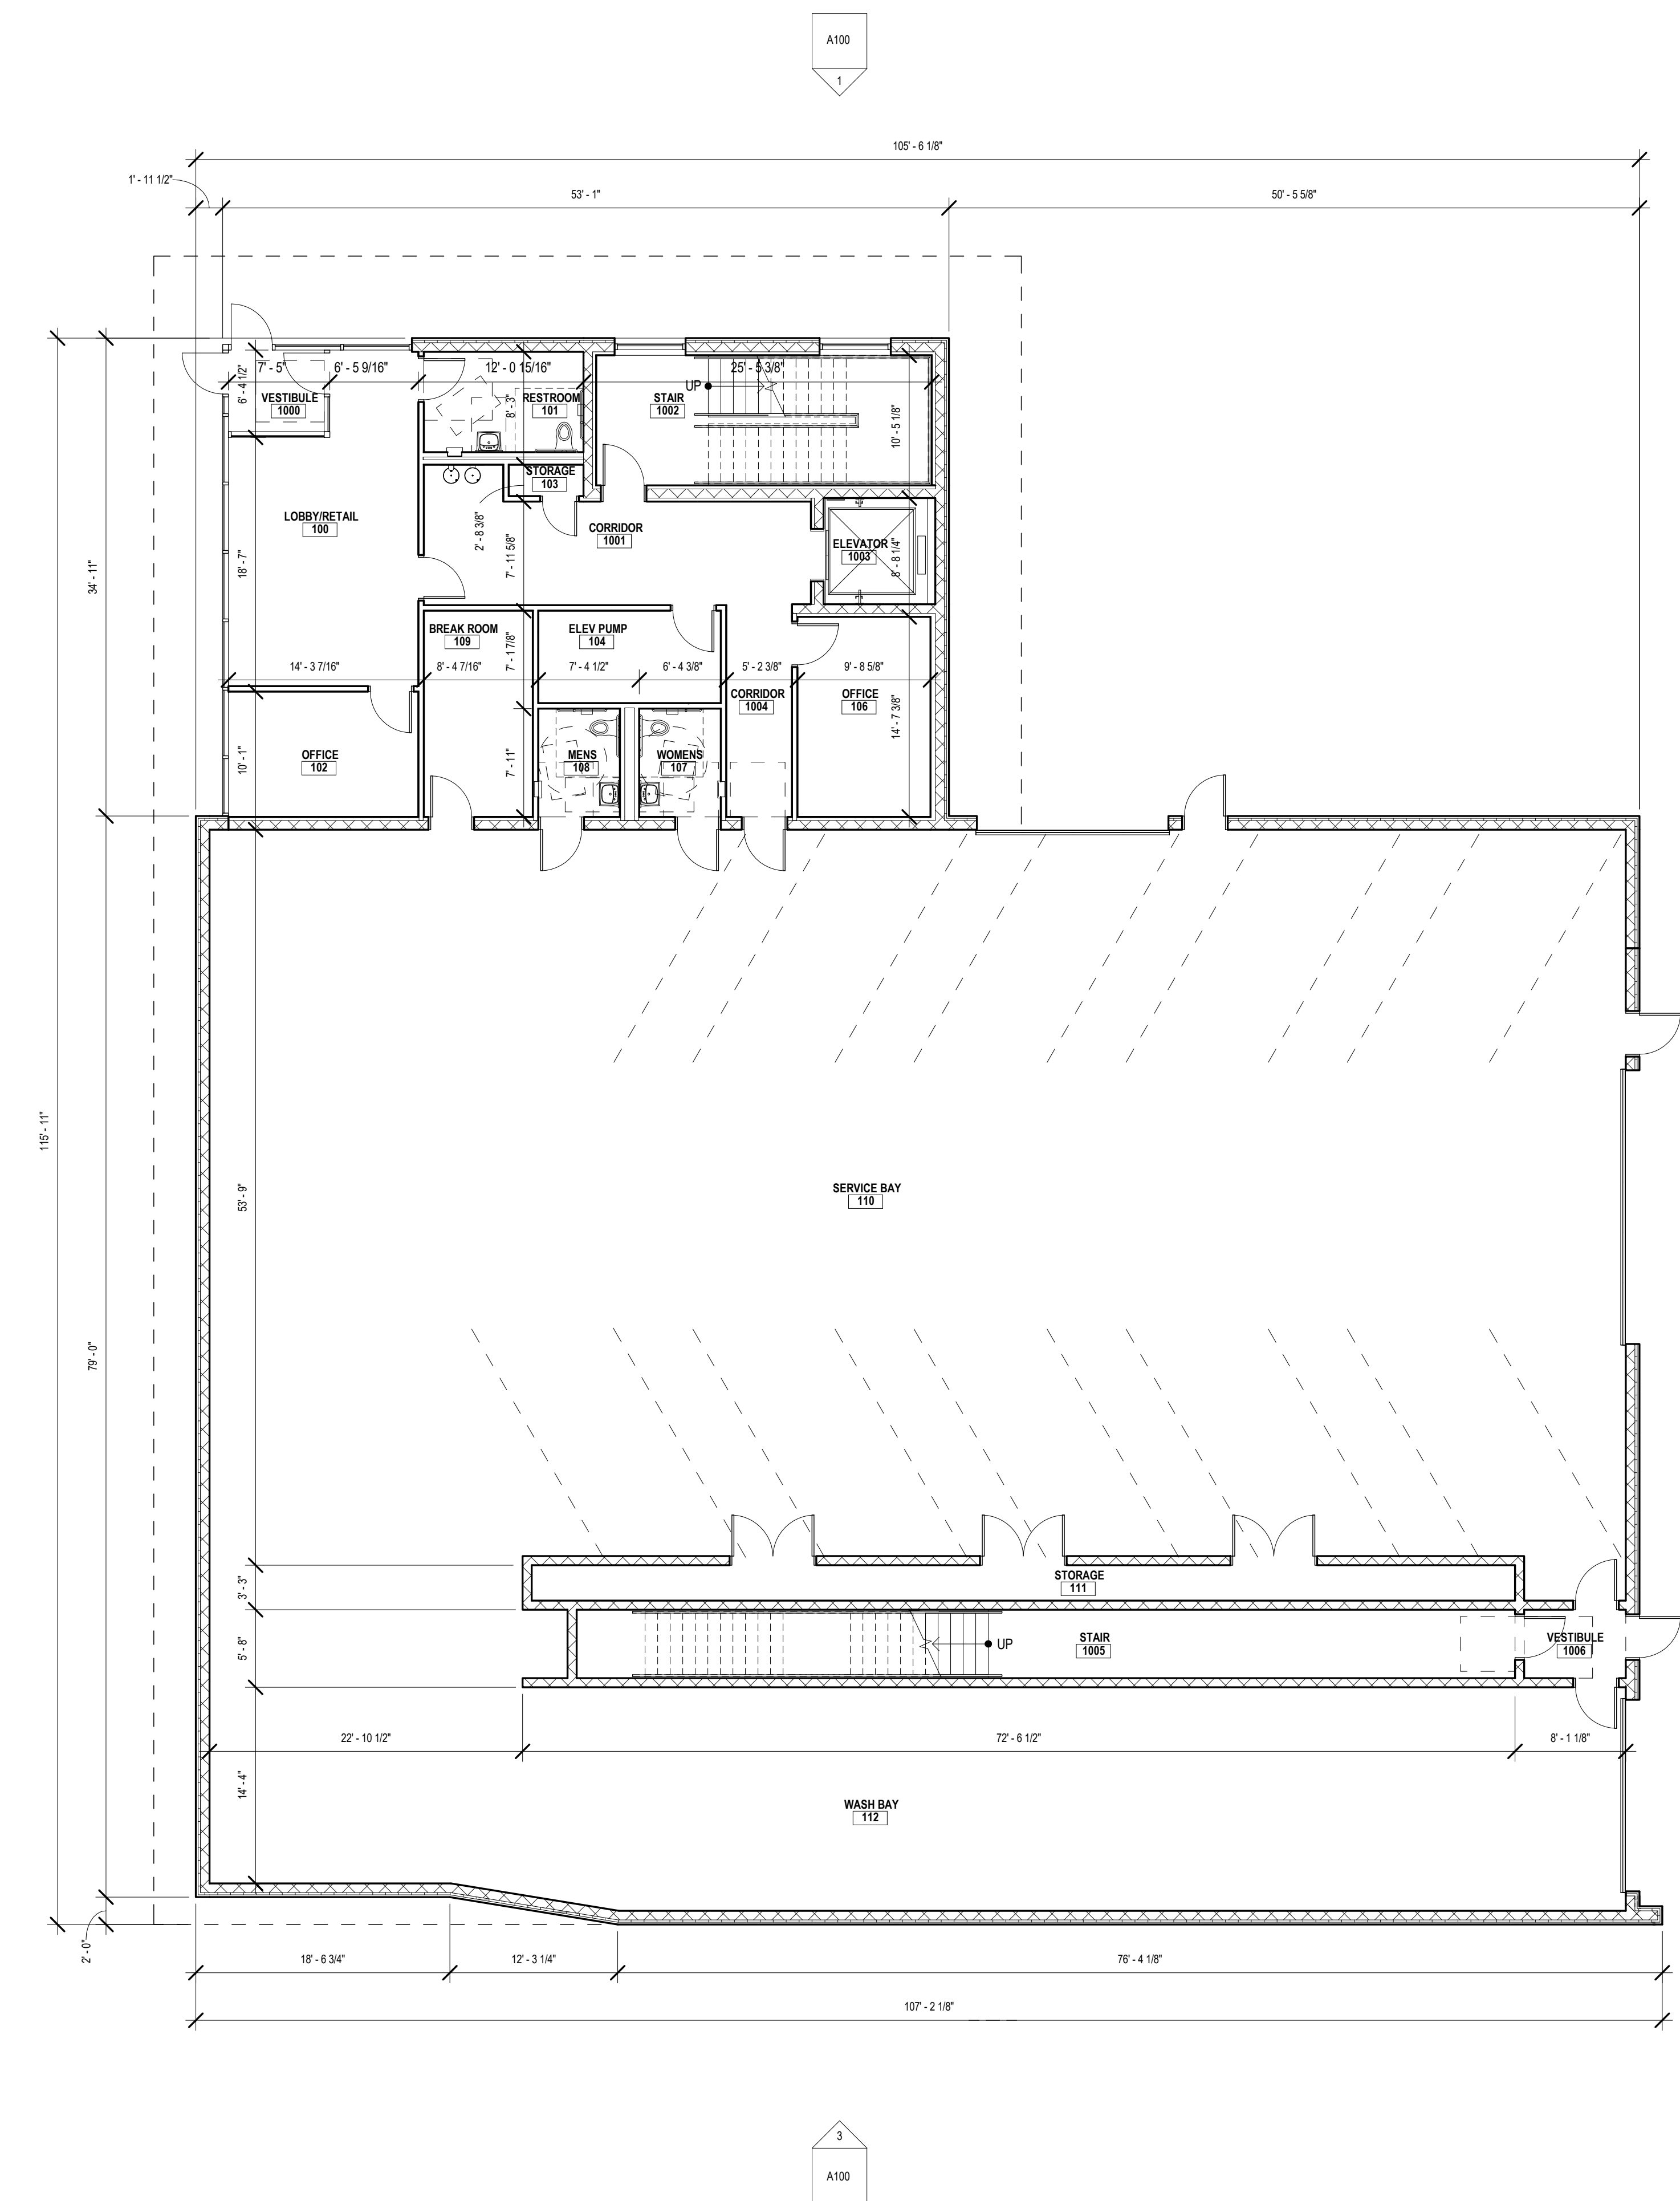 A100
1
105' - 6 1/8"
1' - 11 1/2"
53' - 1"
50' - 5 5/8"
7' - 5"
6' - 5 9/16"
12' - 0 15/16"
25' - 5 3/8"
6' - 4 1/2"
VESTIBULE
1000
8' - 3"
RESTROOM
101
UP
STAIR
1002
10' - 5 1/8"
STORAGE
103
LOBBY/RETAIL
100
18' - 7"
2' - 8 3/8"
7' - 11 5/8"
CORRIDOR
1001
ELEVATOR
1003
8' - 8 1/4"
34' - 11"
BREAK ROOM
109
7' - 1 7/8"
ELEV PUMP
104
14' - 3 7/16"
8' - 4 7/16"
7' - 4 1/2"
6' - 4 3/8"
5' - 2 3/8"
9' - 8 5/8"
CORRIDOR
1004
OFFICE
106
14' - 7 3/8"
OFFICE
102
10' - 1"
7' - 11"
MENS
108
WOMENS
107
115' - 11"
53' - 9"
SERVICE BAY
110
79' - 0"
3' - 3"
STORAGE
111
5' - 8"
UP
STAIR
1005
VESTIBULE
1006
22' - 10 1/2"
72' - 6 1/2"
8' - 1 1/8"
14' - 4"
WASH BAY
112
2' - 0"
18' - 6 3/4"
12' - 3 1/4"
76' - 4 1/8"
107' - 2 1/8"
3
A100